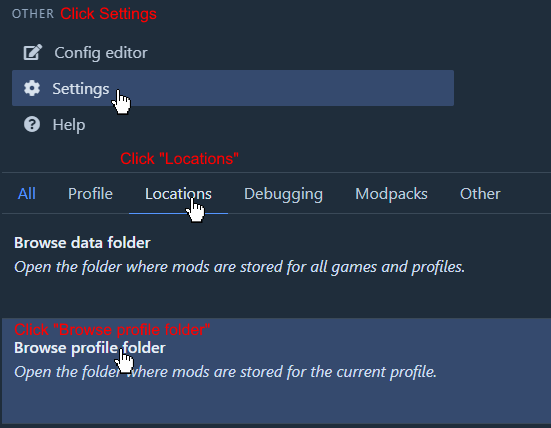 OTHER Click Settings
Config editor
Settings
Help
Click "Locations"
All Profile Locations Debugging Modpacks Other
Browse data folder
Open the folder where mods are stored for all games and profiles.
Click "Browse profile folder"
Browse profile folder
Open the folder where mods are stored for the current profile.